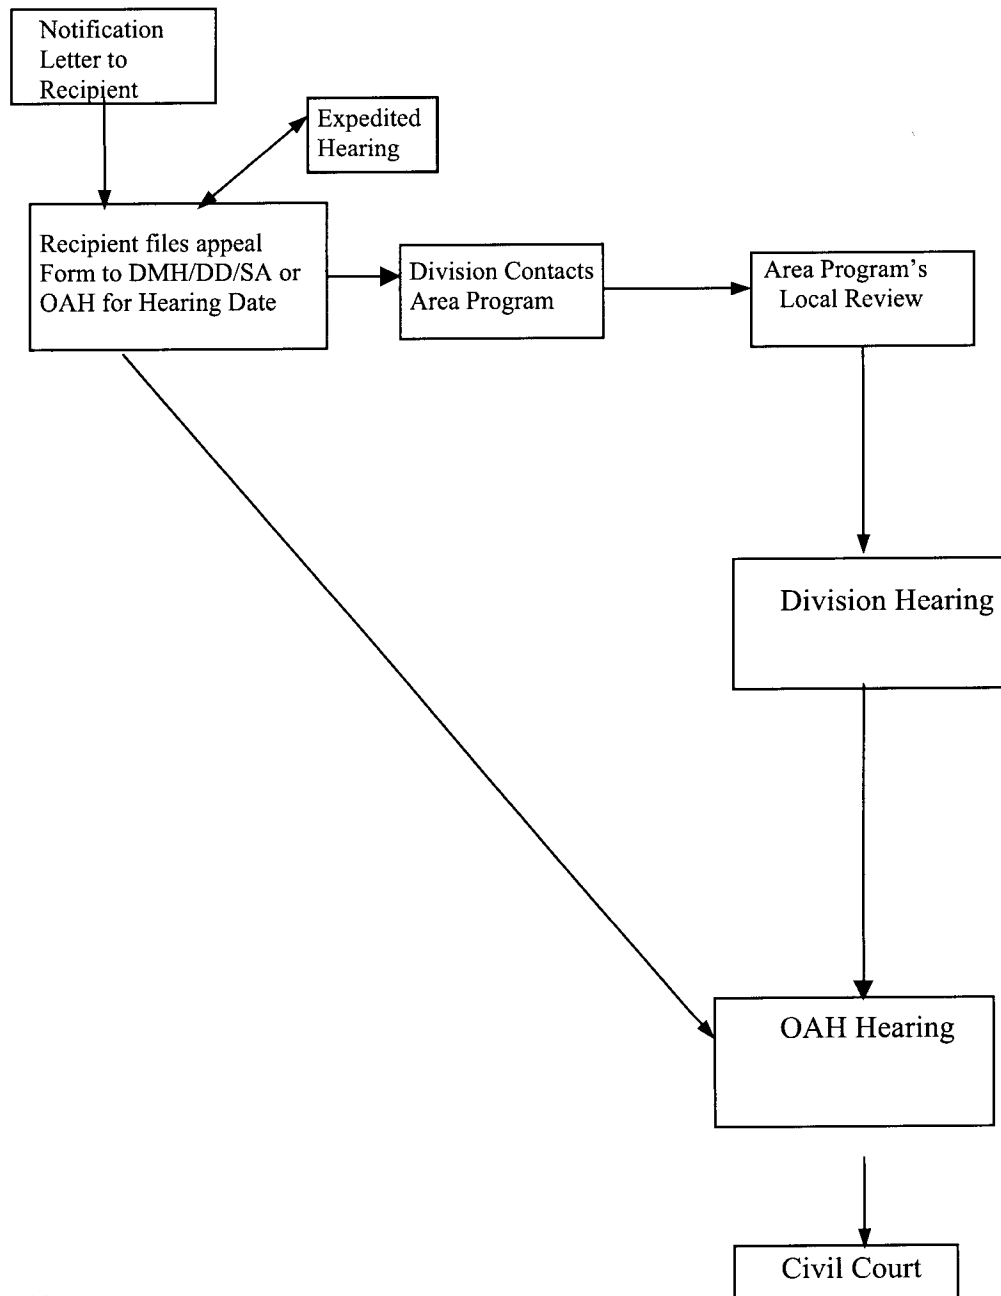 Notification
Letter to
Recipient
Expedited
Hearing
Recipient files appeal
Form to DMH/DD/SA or
OAH for Hearing Date
Division Contacts
Area Program
Area Program's
Local Review
Division Hearing
OAH Hearing
Civil Court